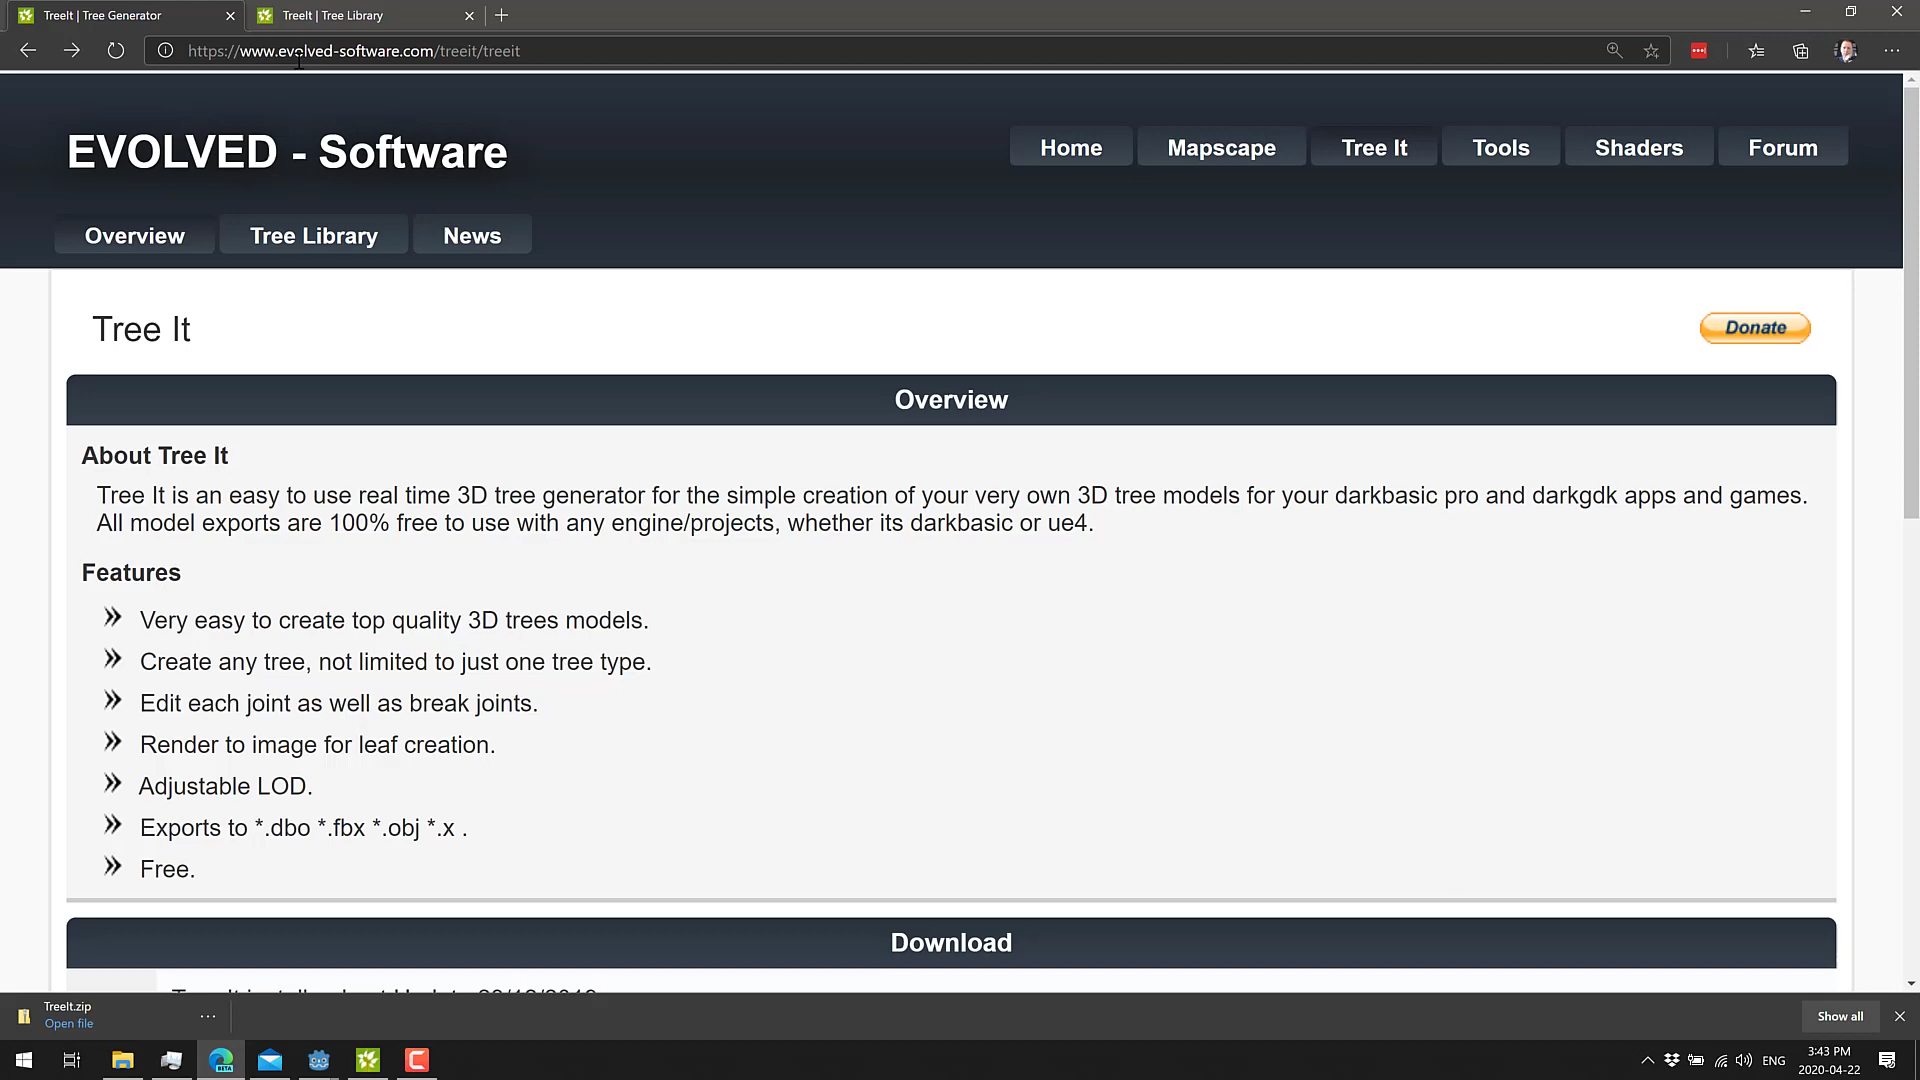 TreeIt | Tree Generator
TreeIt | Tree Library
https://www.evolved-software.com/treeit/treeit
EVOLVED - Software
Home
Mapscape
Tree It
Tools
Shaders
Forum
Overview
Tree Library
News
Tree It
Donate
Overview
About Tree It
Tree It is an easy to use real time 3D tree generator for the simple creation of your very own 3D tree models for your darkbasic pro and darkgdk apps and games.
All model exports are 100% free to use with any engine/projects, whether its darkbasic or ue4.
Features
Very easy to create top quality 3D trees models.
Create any tree, not limited to just one tree type.
Edit each joint as well as break joints.
Render to image for leaf creation.
Adjustable LOD.
Exports to *.dbo *.fbx *.obj *.x .
Free.
Download
TreeIt.zip
Open file
Show all
BETA
ENG
3:43 PM
2020-04-22